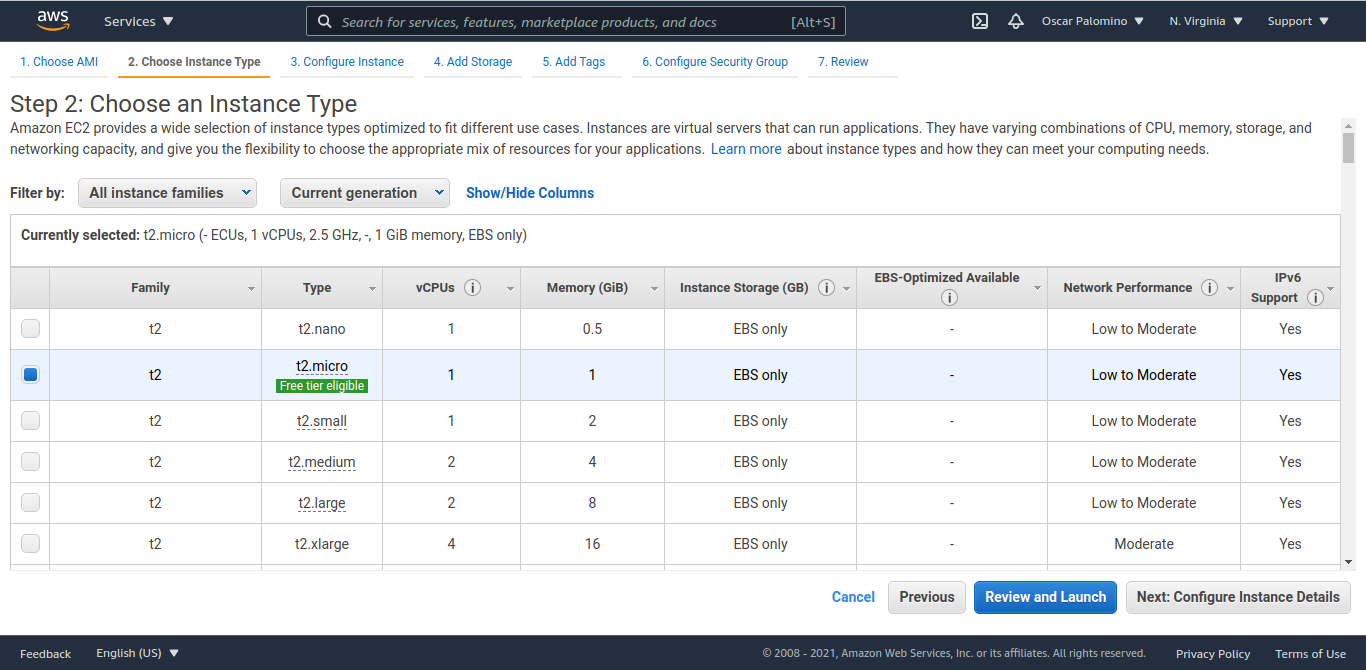 aws Services Search for services, features, marketplace products, and docs [Alt+S] Oscar Palomino N. Virginia Support
1. Choose AMI 2. Choose Instance Type 3. Configure Instance 4. Add Storage 5. Add Tags 6. Configure Security Group 7. Review
Step 2: Choose an Instance Type
Amazon EC2 provides a wide selection of instance types optimized to fit different use cases. Instances are virtual servers that can run applications. They have varying combinations of CPU, memory, storage, and
networking capacity, and give you the flexibility to choose the appropriate mix of resources for your applications. Learn more about instance types and how they can meet your computing needs.
Filter by: All instance families Current generation Show/Hide Columns
Currently selected: t2.micro (- ECUs, 1 vCPUs, 2.5 GHz, -, 1 GiB memory, EBS only)
Family Type vCPUs Memory (GiB) Instance Storage (GB) EBS-Optimized Available Network Performance IPv6 Support
t2 t2.nano 1 0.5 EBS only - Low to Moderate Yes
t2 t2.micro Free tier eligible 1 1 EBS only - Low to Moderate Yes
t2 t2.small 1 2 EBS only - Low to Moderate Yes
t2 t2.medium 2 4 EBS only - Low to Moderate Yes
t2 t2.large 2 8 EBS only - Low to Moderate Yes
t2 t2.xlarge 4 16 EBS only - Moderate Yes
Cancel Previous Review and Launch Next: Configure Instance Details
Feedback English (US) © 2008 - 2021, Amazon Web Services, Inc. or its affiliates. All rights reserved. Privacy Policy Terms of Use